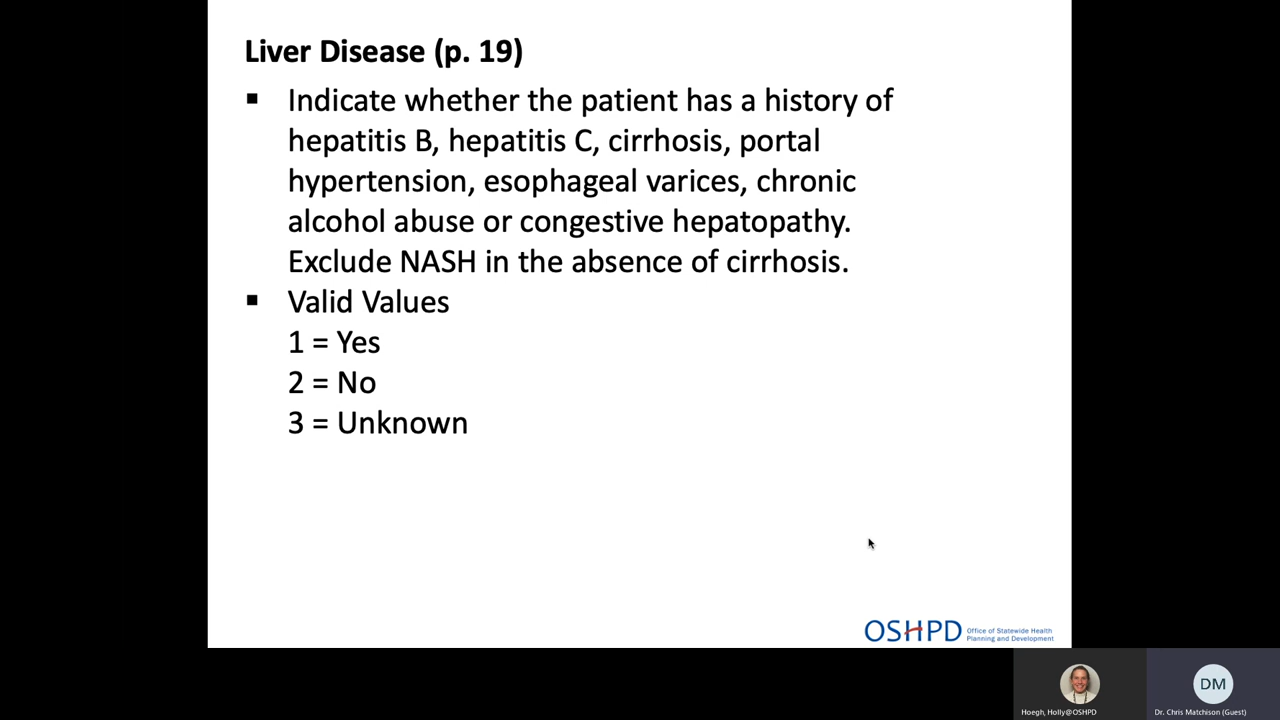 Liver Disease (p. 19)
▪ Indicate whether the patient has a history of
hepatitis B, hepatitis C, cirrhosis, portal
hypertension, esophageal varices, chronic
alcohol abuse or congestive hepatopathy.
Exclude NASH in the absence of cirrhosis.
▪ Valid Values
1 = Yes
2 = No
3 = Unknown
OSHPD Office of Statewide Health
Planning and Development
DM
Hoegh, Holly@OSHPD
Dr. Chris Matchison (Guest)